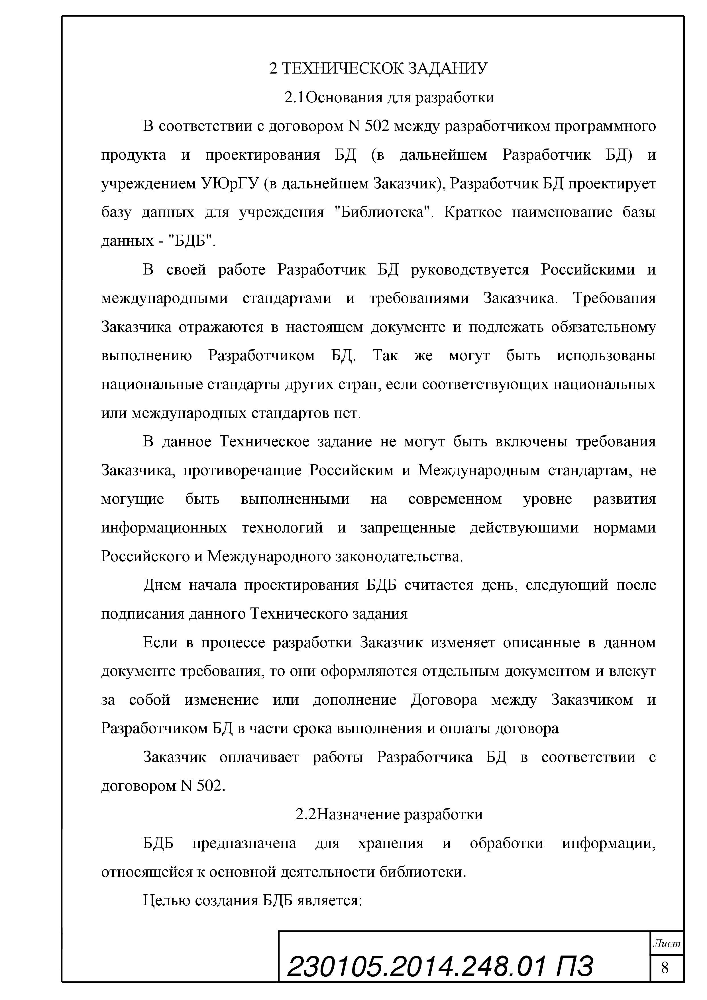 2 ТЕХНИЧЕСКОК ЗАДАНИУ
2.1Основания для разработки
В соответствии с договором N 502 между разработчиком программного
продукта и проектирования БД (в дальнейшем Разработчик БД) и
учреждением УЮрГУ (в дальнейшем Заказчик), Разработчик БД проектирует
базу данных для учреждения "Библиотека". Краткое наименование базы
данных - "БДБ".
В своей работе Разработчик БД руководствуется Российскими и
международными стандартами и требованиями Заказчика. Требования
Заказчика отражаются в настоящем документе и подлежать обязательному
выполнению Разработчиком БД. Так же могут быть использованы
национальные стандарты других стран, если соответствующих национальных
или международных стандартов нет.
В данное Техническое задание не могут быть включены требования
Заказчика, противоречащие Российским и Международным стандартам, не
могущие быть выполненными на современном уровне развития
информационных технологий и запрещенные действующими нормами
Российского и Международного законодательства.
Днем начала проектирования БДБ считается день, следующий после
подписания данного Технического задания
Если в процессе разработки Заказчик изменяет описанные в данном
документе требования, то они оформляются отдельным документом и влекут
за собой изменение или дополнение Договора между Заказчиком и
Разработчиком БД в части срока выполнения и оплаты договора
Заказчик оплачивает работы Разработчика БД в соответствии с
договором N 502.
2.2Назначение разработки
БДБ предназначена для хранения и обработки информации,
относящейся к основной деятельности библиотеки.
Целью создания БДБ является:
Лист
230105.2014.248.01 ПЗ
8